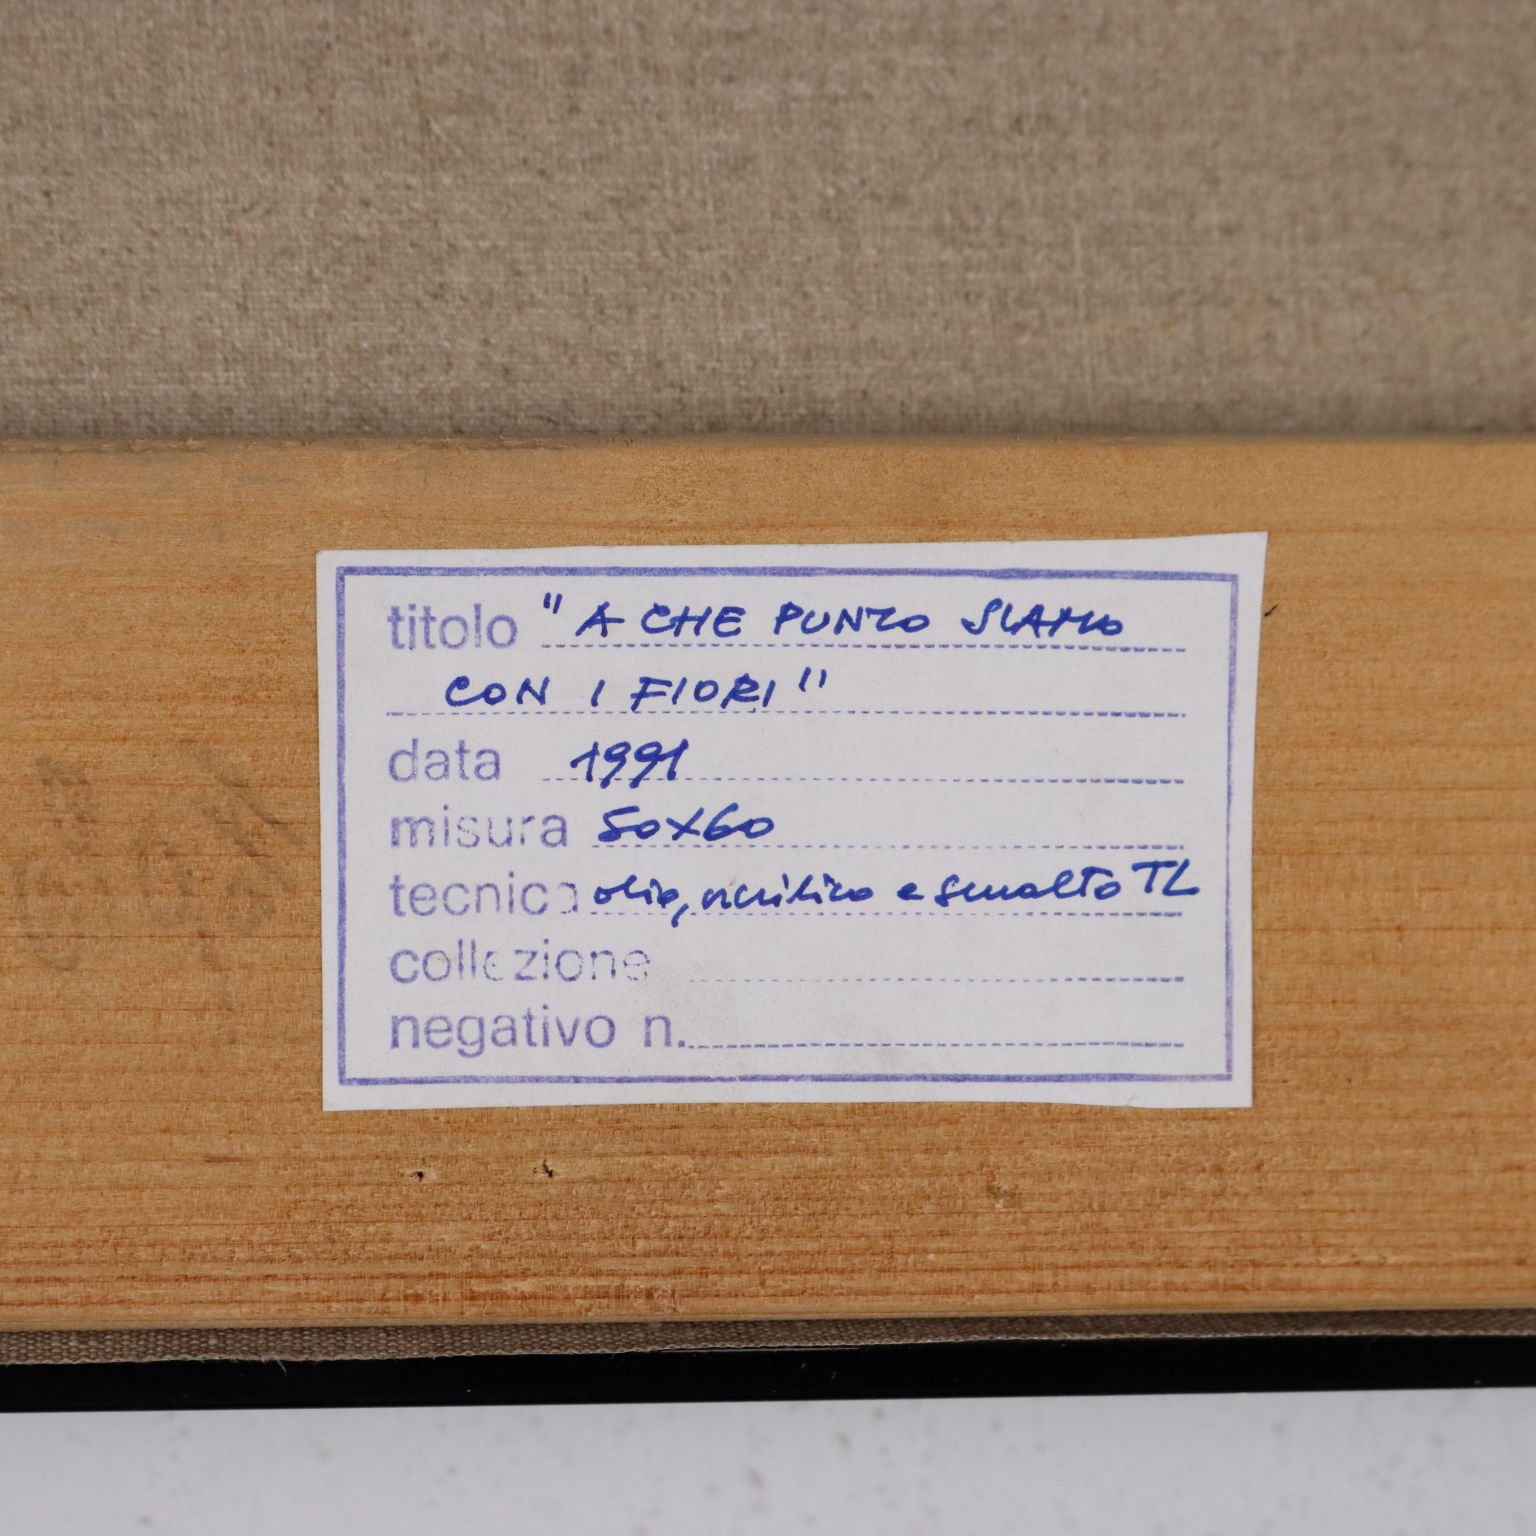 titolo "A CHE PUNTO SIAMO
CON I FIORI"
data 1991
misura 50x60
tecnica olio, acrilico e smalto TL
collezione
negativo n.